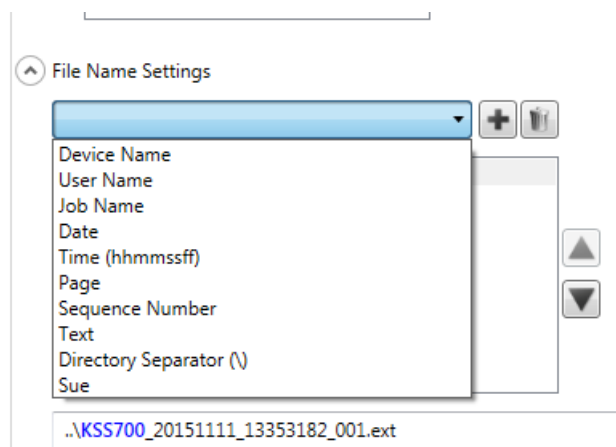 File Name Settings
Device Name
User Name
Job Name
Date
Time (hhmmssff)
Page
Sequence Number
Text
Directory Separator (\)
Sue
..\KSS700_20151111_13353182_001.ext